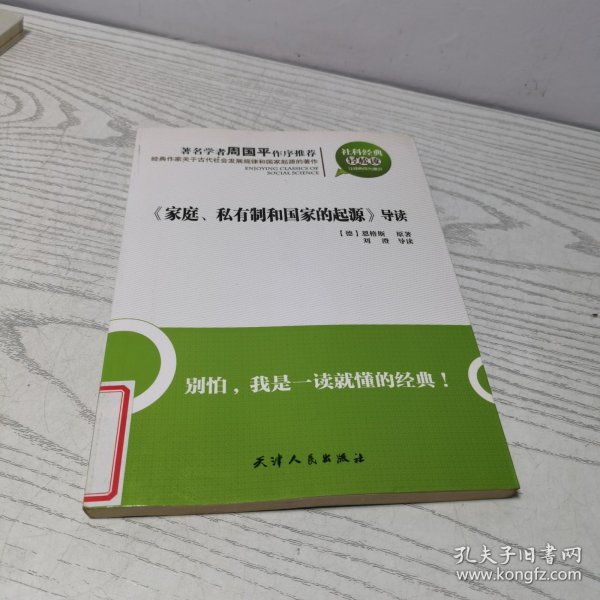 著名学者周国平作序推荐
经典作家关于古代社会发展规律和国家起源的著作
ENJOYING CLASSICS OF
SOCIAL SCIENCE
社科经典
轻松读
《家庭、私有制和国家的起源》导读
［德］恩格斯 原著
刘澄 导读
别怕，我是一读就懂的经典！
天津人民出版社
孔夫子旧书网
www.kongfz.com